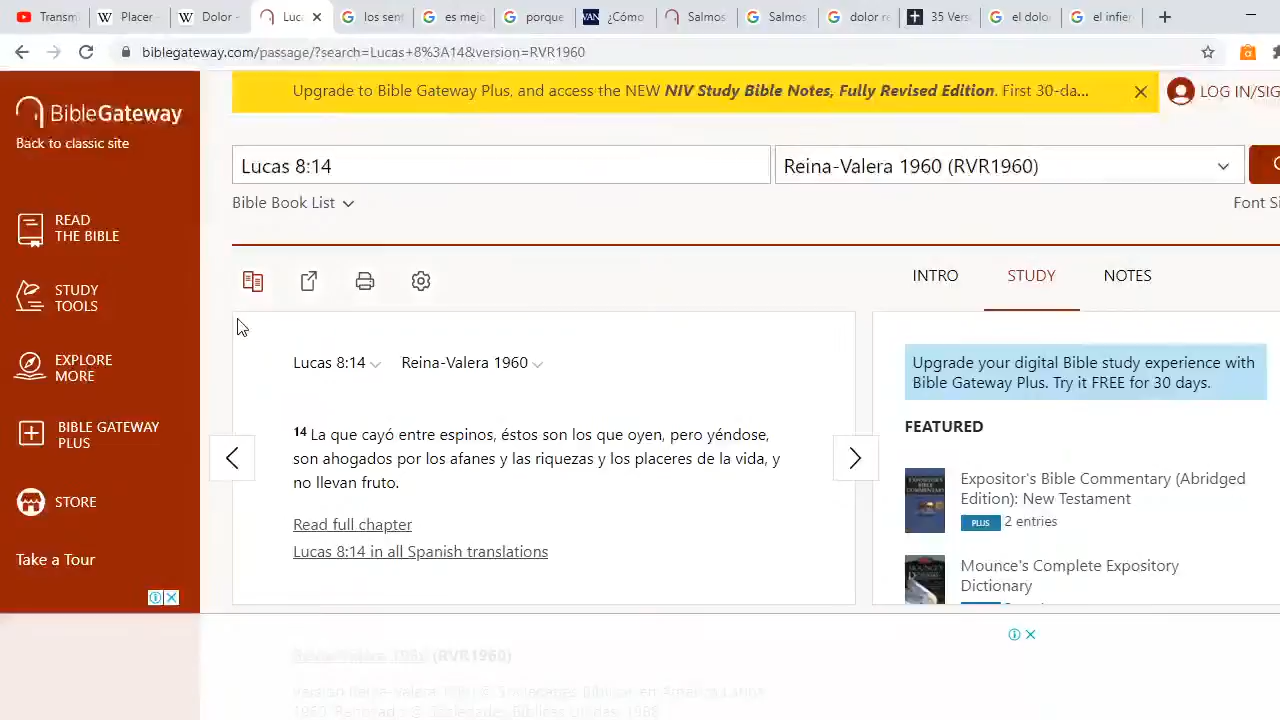 Transmi
Placer -
Dolor -
Luc
los sent
es mejo
porque
¿Cómo
Salmos
Salmos
dolor re
35 Vers
el dolo
el infie
biblegateway.com/passage/?search=Lucas+8%3A14&version=RVR1960
BibleGateway
Back to classic site
READ
THE BIBLE
STUDY
TOOLS
EXPLORE
MORE
BIBLE GATEWAY
PLUS
STORE
Take a Tour
Upgrade to Bible Gateway Plus, and access the NEW NIV Study Bible Notes, Fully Revised Edition. First 30-da...
LOG IN/SIG
Lucas 8:14
Reina-Valera 1960 (RVR1960)
Bible Book List
Font Si
INTRO
STUDY
NOTES
Lucas 8:14
Reina-Valera 1960
14 La que cayó entre espinos, éstos son los que oyen, pero yéndose,
son ahogados por los afanes y las riquezas y los placeres de la vida, y
no llevan fruto.
Read full chapter
Lucas 8:14 in all Spanish translations
Upgrade your digital Bible study experience with
Bible Gateway Plus. Try it FREE for 30 days.
FEATURED
Expositor's Bible Commentary (Abridged
Edition): New Testament
PLUS 2 entries
Mounce's Complete Expository
Dictionary
(RVR1960)